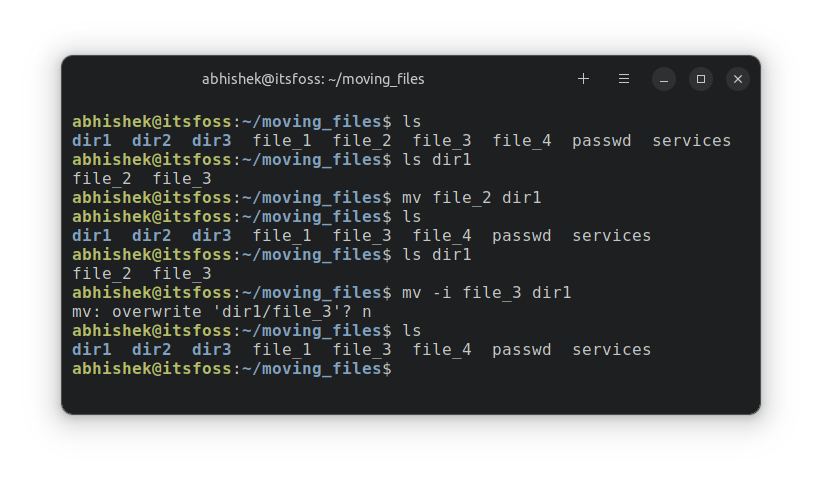 abhishek@itsfoss: ~/moving_files
abhishek@itsfoss:~/moving_files$ ls
dir1  dir2  dir3  file_1  file_2  file_3  file_4  passwd  services
abhishek@itsfoss:~/moving_files$ ls dir1
file_2  file_3
abhishek@itsfoss:~/moving_files$ mv file_2 dir1
abhishek@itsfoss:~/moving_files$ ls
dir1  dir2  dir3  file_1  file_3  file_4  passwd  services
abhishek@itsfoss:~/moving_files$ ls dir1
file_2  file_3
abhishek@itsfoss:~/moving_files$ mv -i file_3 dir1
mv: overwrite 'dir1/file_3'? n
abhishek@itsfoss:~/moving_files$ ls
dir1  dir2  dir3  file_1  file_3  file_4  passwd  services
abhishek@itsfoss:~/moving_files$